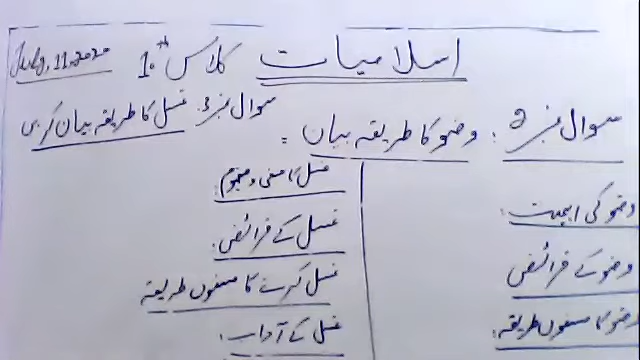 اسلامیات کلاس 10th July, 11, 2020
سوال نمبر 2: وضو کا طریقہ بیان :
سوال نمبر 3: غسل کا طریقہ بیان کریں
وضو کی اہمیت:
وضو کے فرائض
وضو کا مسنون طریقہ:
غسل کا معنی و مفہوم:
غسل کے فرائض:
غسل کرنے کا مسنون طریقہ
غسل کے آداب: